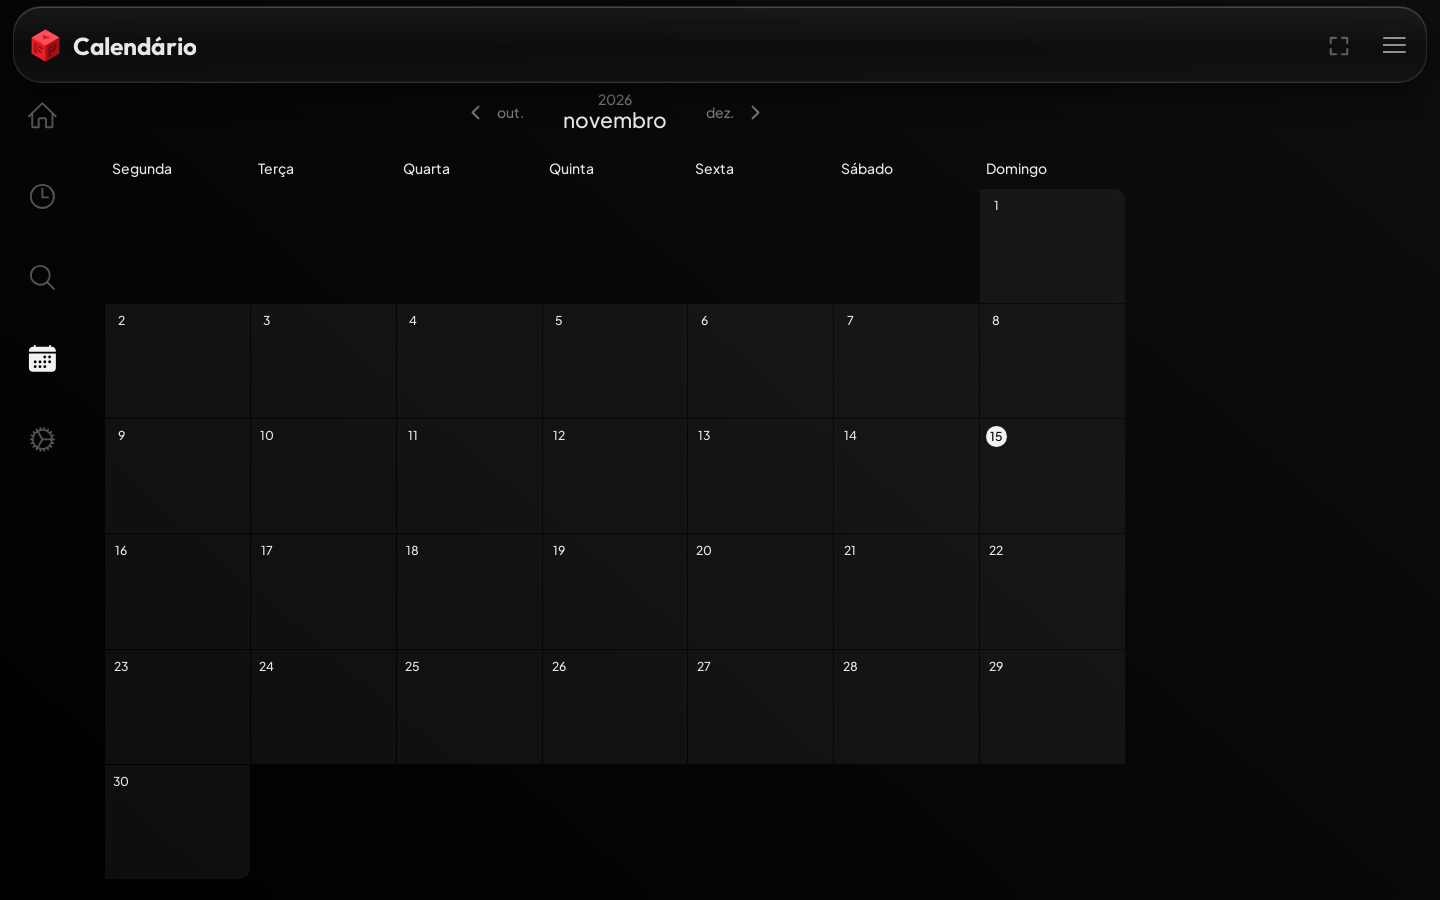 Calendário
2026
out. novembro dez.
Segunda Terça Quarta Quinta Sexta Sábado Domingo
1
2 3 4 5 6 7 8
9 10 11 12 13 14 15
16 17 18 19 20 21 22
23 24 25 26 27 28 29
30